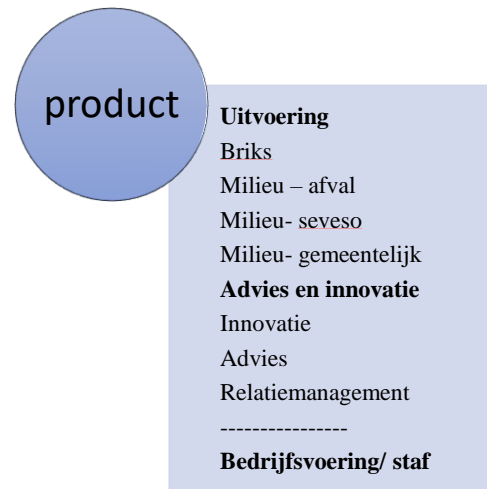 product
Uitvoering
Briks
Milieu – afval
Milieu- seveso
Milieu- gemeentelijk
Advies en innovatie
Innovatie
Advies
Relatiemanagement
----------------
Bedrijfsvoering/ staf